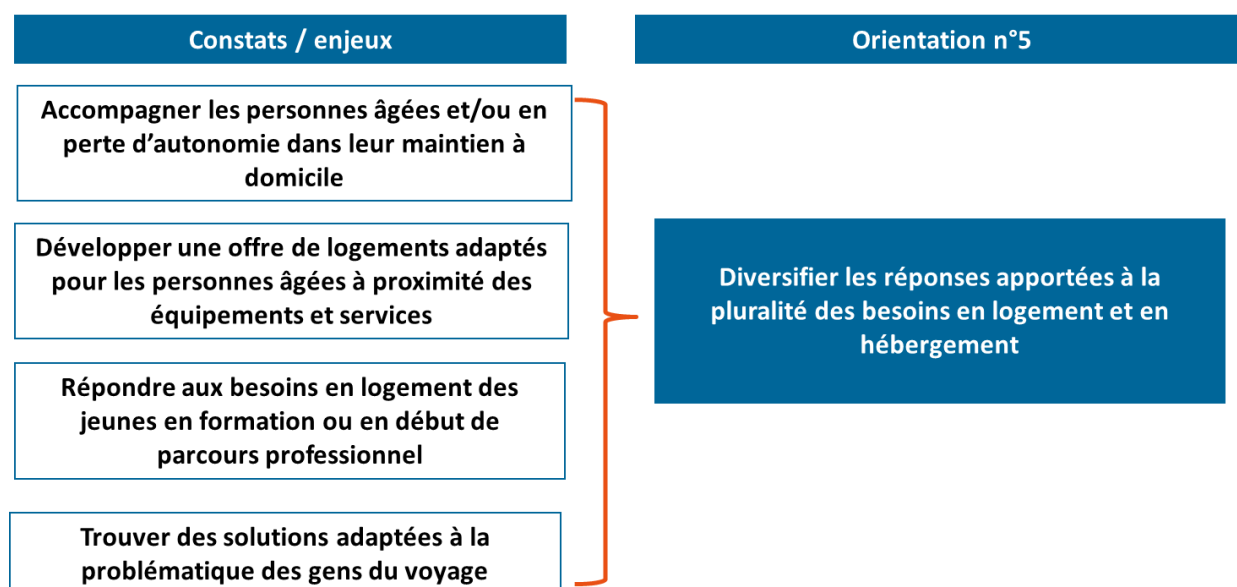 Constats / enjeux
Accompagner les personnes âgées et/ou en
perte d'autonomie dans leur maintien à
domicile
Développer une offre de logements adaptés
pour les personnes âgées à proximité des
équipements et services
Répondre aux besoins en logement des
jeunes en formation ou en début de
parcours professionnel
Trouver des solutions adaptées à la
problématique des gens du voyage
Orientation n°5
Diversifier les réponses apportées à la
pluralité des besoins en logement et en
hébergement